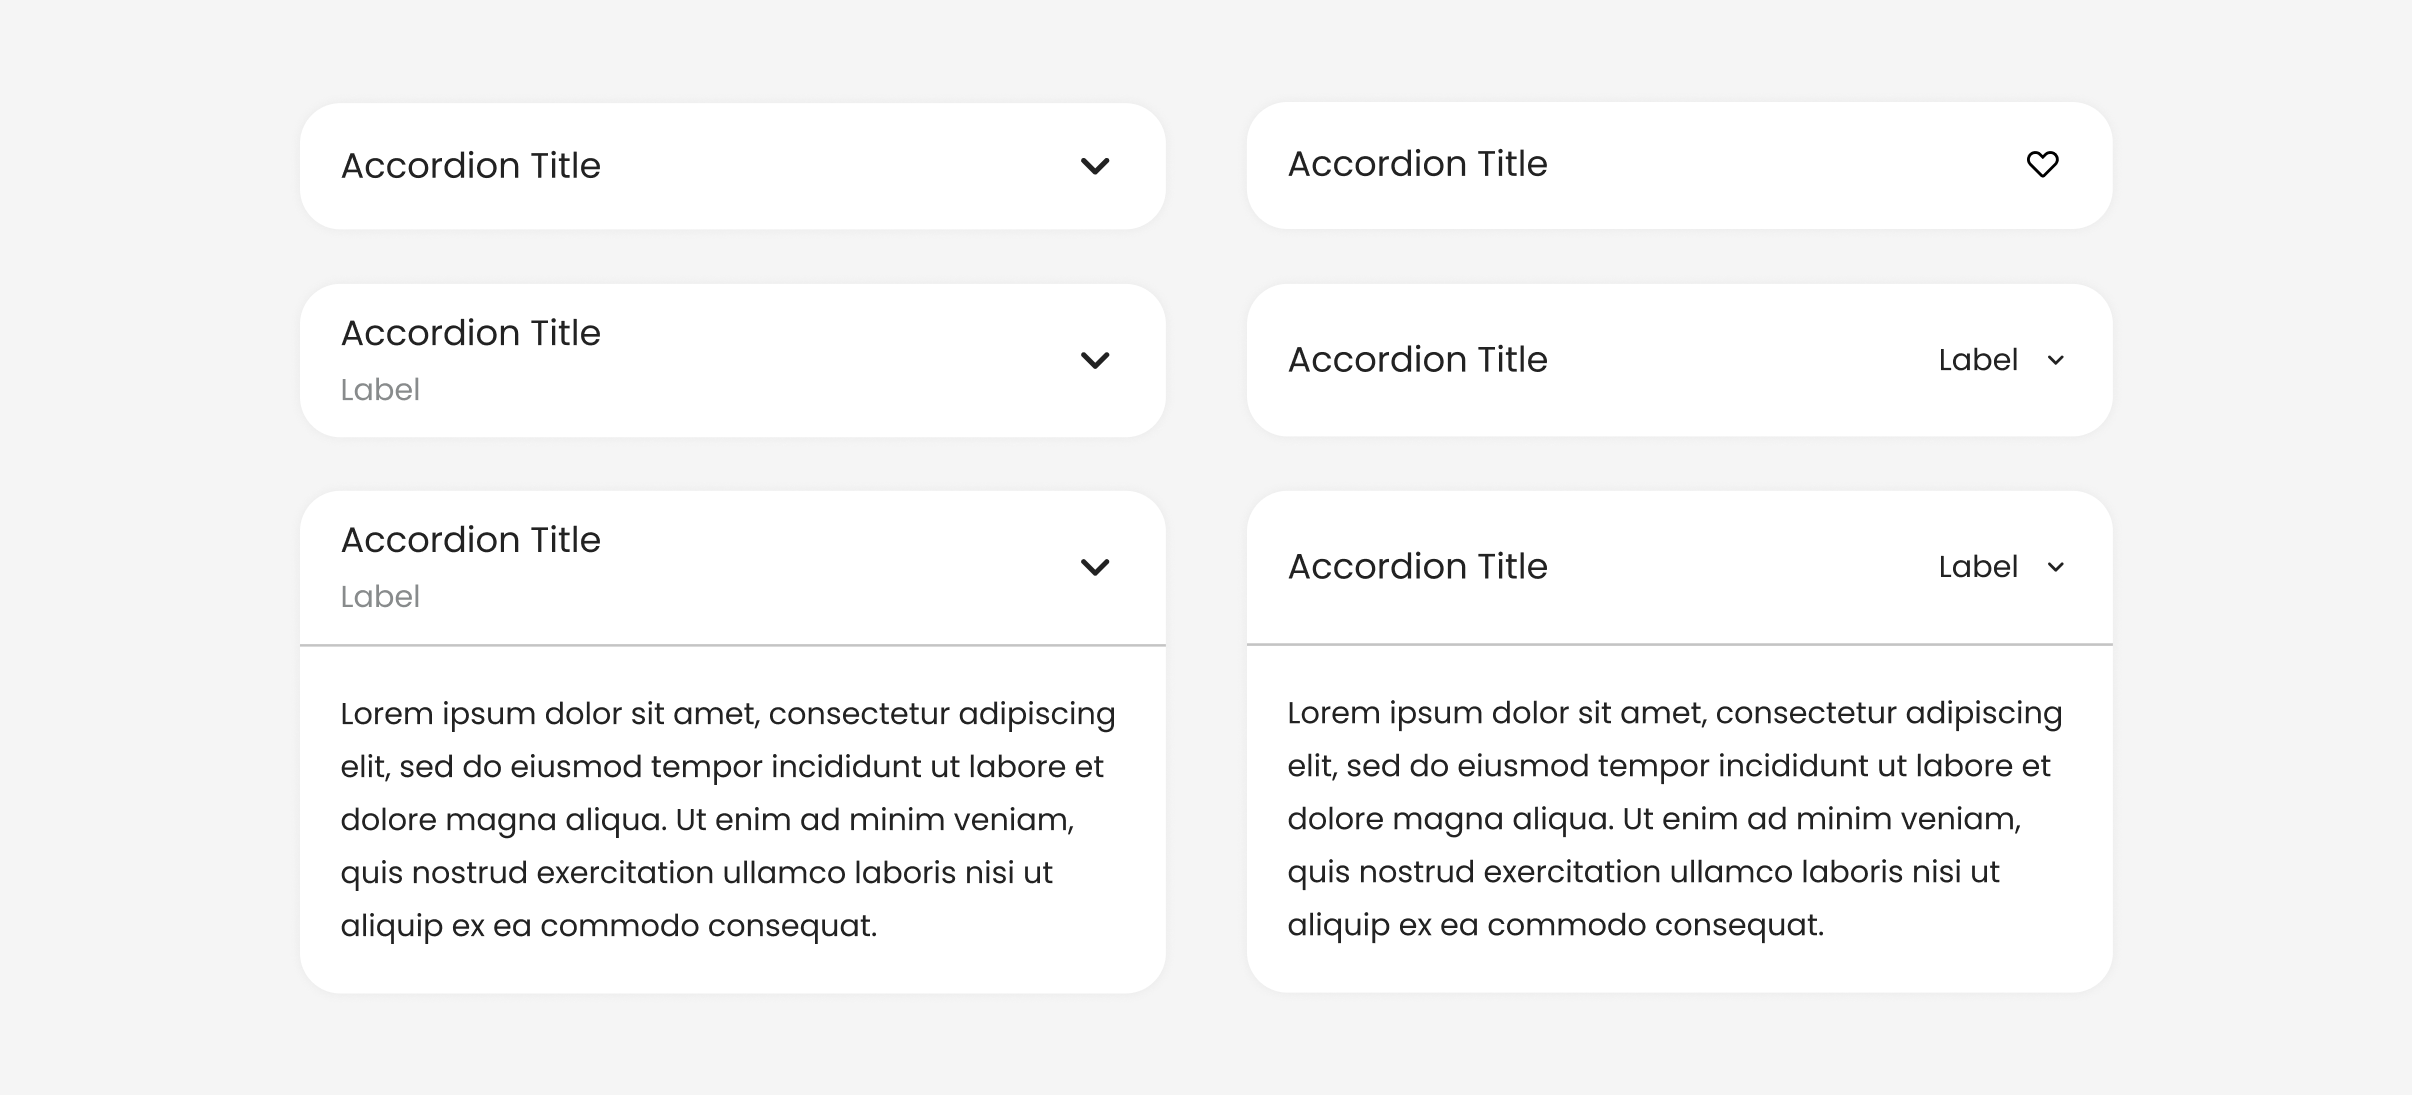 Accordion Title
Accordion Title
Label
Accordion Title
Label
Lorem ipsum dolor sit amet, consectetur adipiscing
elit, sed do eiusmod tempor incididunt ut labore et
dolore magna aliqua. Ut enim ad minim veniam,
quis nostrud exercitation ullamco laboris nisi ut
aliquip ex ea commodo consequat.
Accordion Title
Accordion Title Label
Accordion Title Label
Lorem ipsum dolor sit amet, consectetur adipiscing
elit, sed do eiusmod tempor incididunt ut labore et
dolore magna aliqua. Ut enim ad minim veniam,
quis nostrud exercitation ullamco laboris nisi ut
aliquip ex ea commodo consequat.